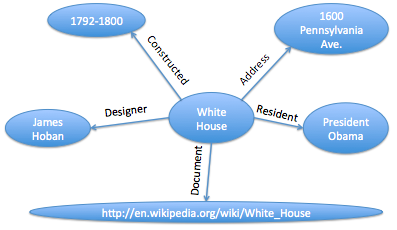 1792-1800
1600
Pennsylvania
Ave.
Constructed
Address
James
Hoban
Designer
White
House
Resident
President
Obama
Document
http://en.wikipedia.org/wiki/White_House